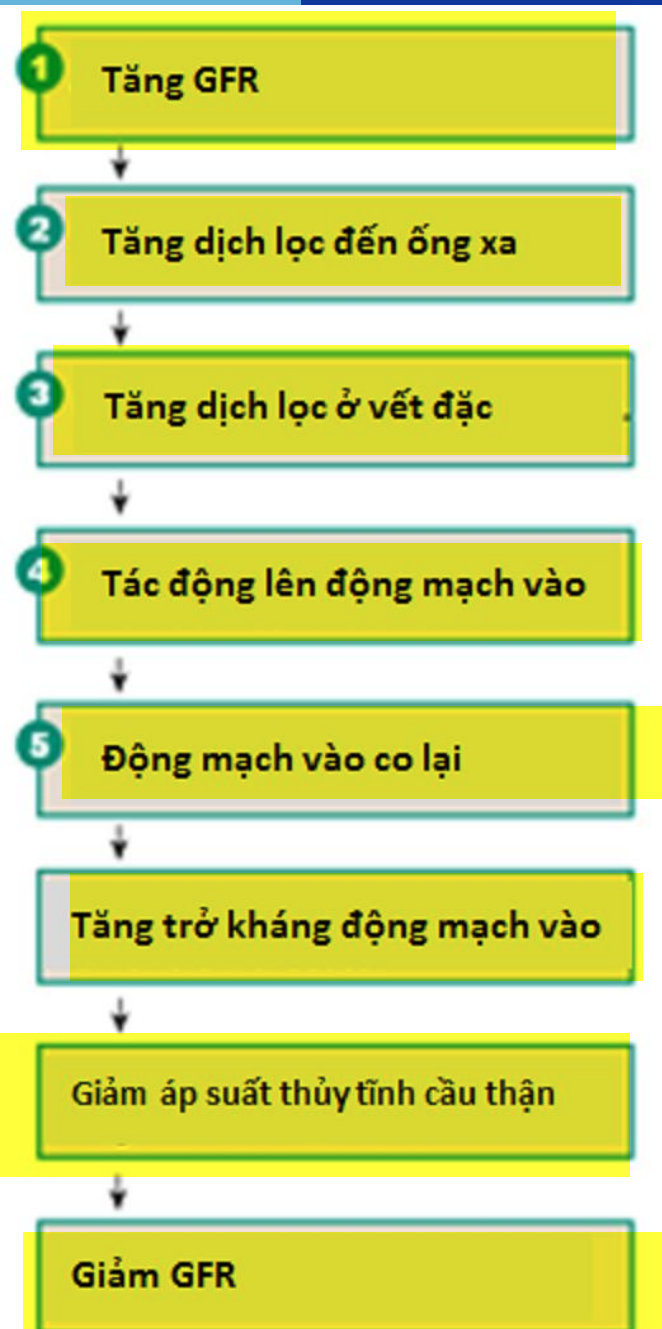 1
Tăng GFR
2
Tăng dịch lọc đến ống xa
3
Tăng dịch lọc ở vết đặc
4
Tác động lên động mạch vào
5
Động mạch vào co lại
Tăng trở kháng động mạch vào
Giảm áp suất thủy tĩnh cầu thận
Giảm GFR